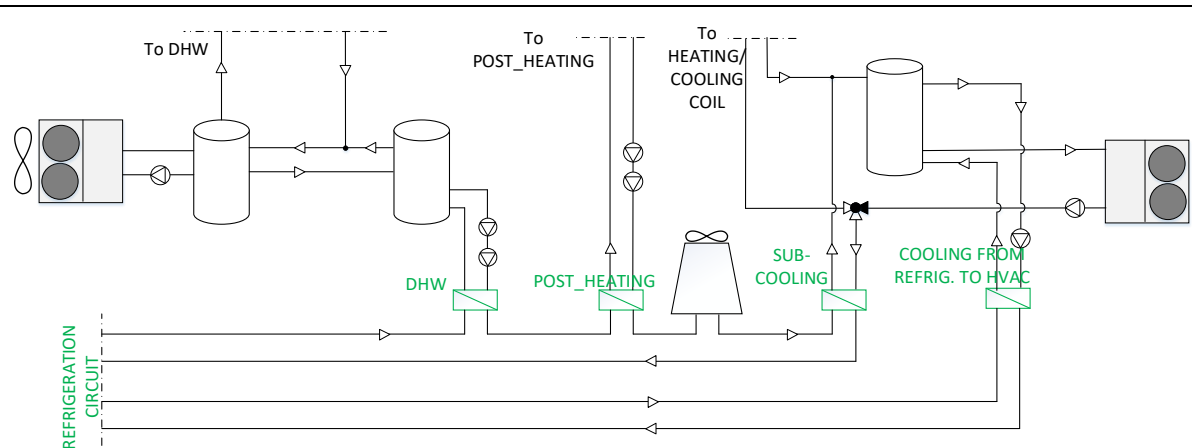 To DHW
To
POST_HEATING
To
HEATING/
COOLING
COIL
DHW
POST_HEATING
SUB-
COOLING
COOLING FROM
REFRIG. TO HVAC
REFRIGERATION
CIRCUIT